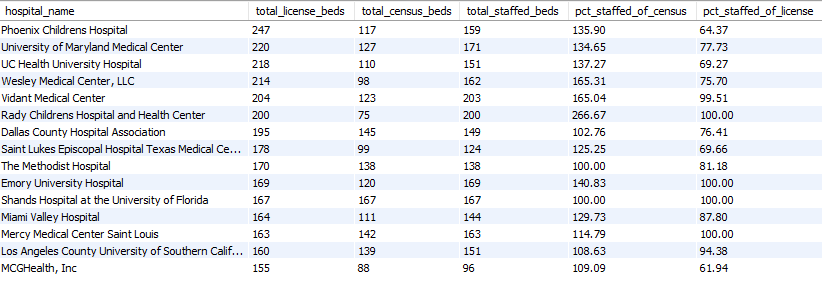 hospital_name total_license_beds total_census_beds total_staffed_beds pct_staffed_of_census pct_staffed_of_license
Phoenix Childrens Hospital 247 117 159 135.90 64.37
University of Maryland Medical Center 220 127 171 134.65 77.73
UC Health University Hospital 218 110 151 137.27 69.27
Wesley Medical Center, LLC 214 98 162 165.31 75.70
Vidant Medical Center 204 123 203 165.04 99.51
Rady Childrens Hospital and Health Center 200 75 200 266.67 100.00
Dallas County Hospital Association 195 145 149 102.76 76.41
Saint Lukes Episcopal Hospital Texas Medical Ce... 178 99 124 125.25 69.66
The Methodist Hospital 170 138 138 100.00 81.18
Emory University Hospital 169 120 169 140.83 100.00
Shands Hospital at the University of Florida 167 167 167 100.00 100.00
Miami Valley Hospital 164 111 144 129.73 87.80
Mercy Medical Center Saint Louis 163 142 163 114.79 100.00
Los Angeles County University of Southern Calif... 160 139 151 108.63 94.38
MCGHealth, Inc 155 88 96 109.09 61.94